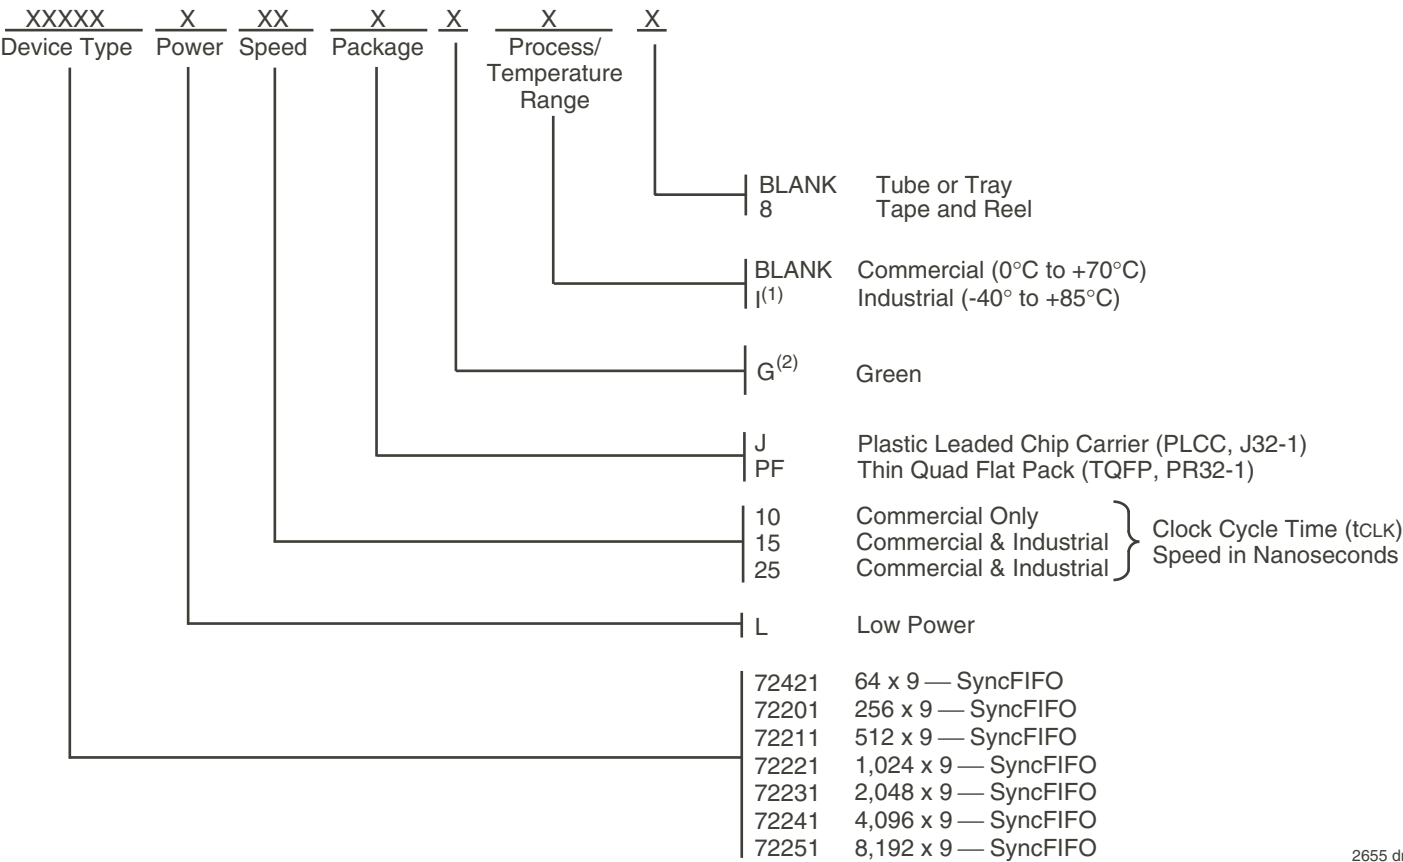 XXXXX X XX X X X X
Device Type Power Speed Package Process/
Temperature
Range
BLANK Tube or Tray
8 Tape and Reel
BLANK Commercial (0°C to +70°C)
I(1) Industrial (-40° to +85°C)
G(2) Green
J Plastic Leaded Chip Carrier (PLCC, J32-1)
PF Thin Quad Flat Pack (TQFP, PR32-1)
10 Commercial Only
15 Commercial & Industrial
25 Commercial & Industrial
Clock Cycle Time (tCLK)
Speed in Nanoseconds
L Low Power
72421 64 x 9 — SyncFIFO
72201 256 x 9 — SyncFIFO
72211 512 x 9 — SyncFIFO
72221 1,024 x 9 — SyncFIFO
72231 2,048 x 9 — SyncFIFO
72241 4,096 x 9 — SyncFIFO
72251 8,192 x 9 — SyncFIFO
2655